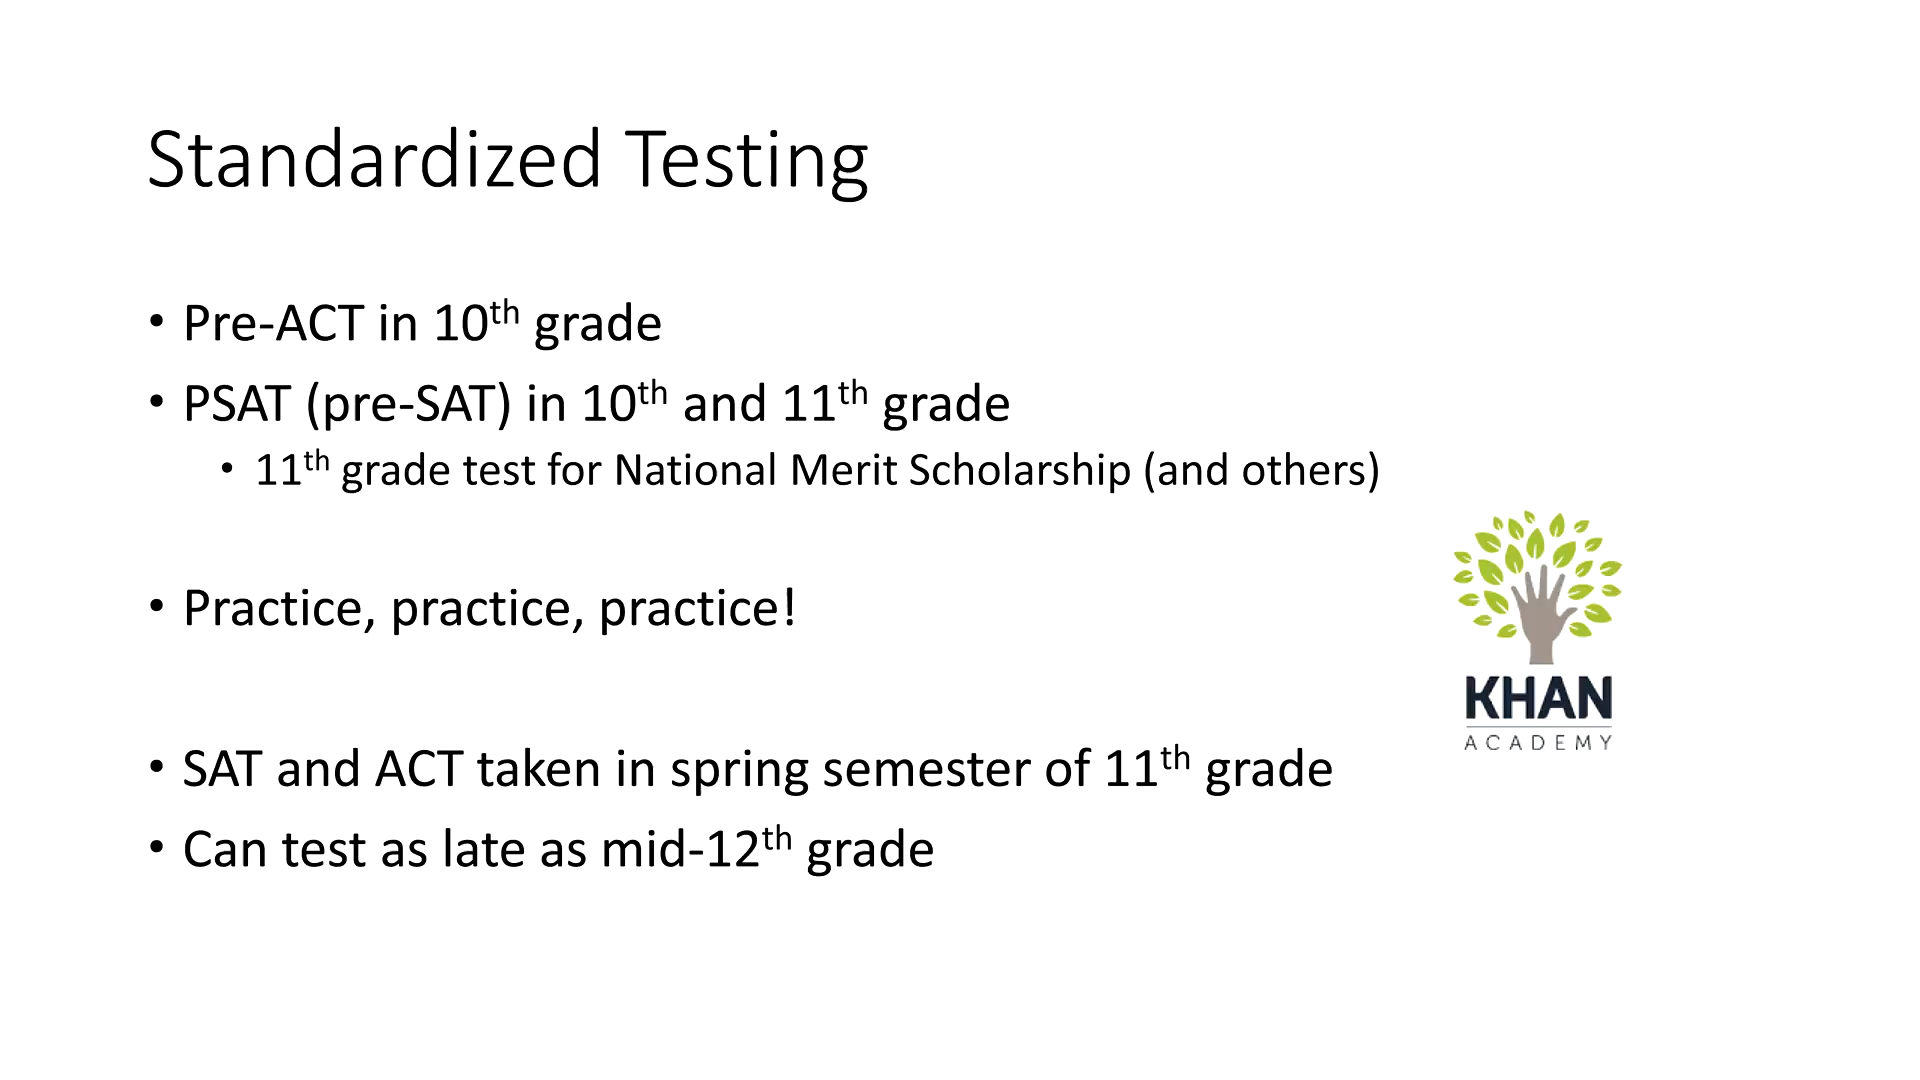 Standardized Testing
• Pre-ACT in 10th grade
• PSAT (pre-SAT) in 10th and 11th grade
• 11th grade test for National Merit Scholarship (and others)
• Practice, practice, practice!
KHAN
ACADEMY
• SAT and ACT taken in spring semester of 11th grade
• Can test as late as mid-12th grade